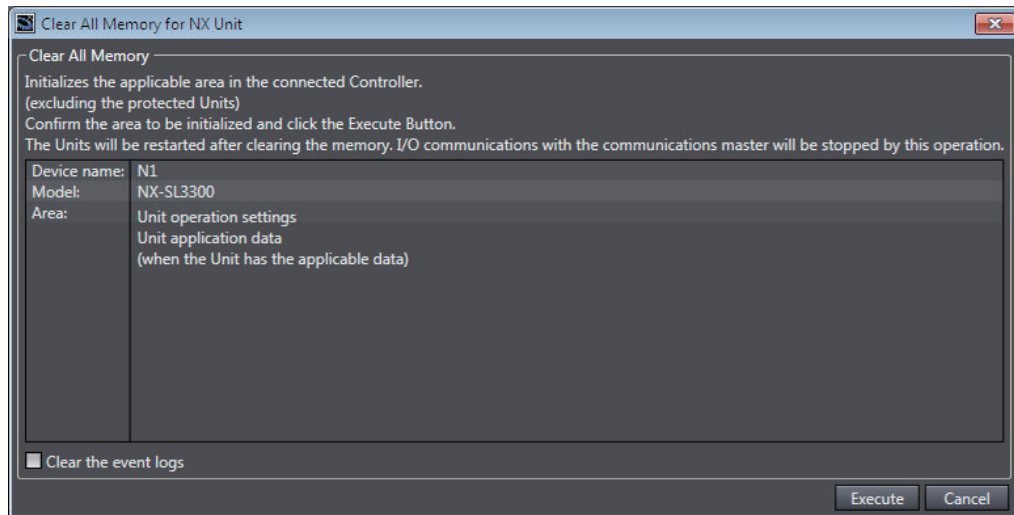 Clear All Memory for NX Unit
Clear All Memory
Initializes the applicable area in the connected Controller.
(excluding the protected Units)
Confirm the area to be initialized and click the Execute Button.
The Units will be restarted after clearing the memory. I/O communications with the communications master will be stopped by this operation.
Device name: N1
Model: NX-SL3300
Area: Unit operation settings
Unit application data
(when the Unit has the applicable data)
Clear the event logs
Execute Cancel